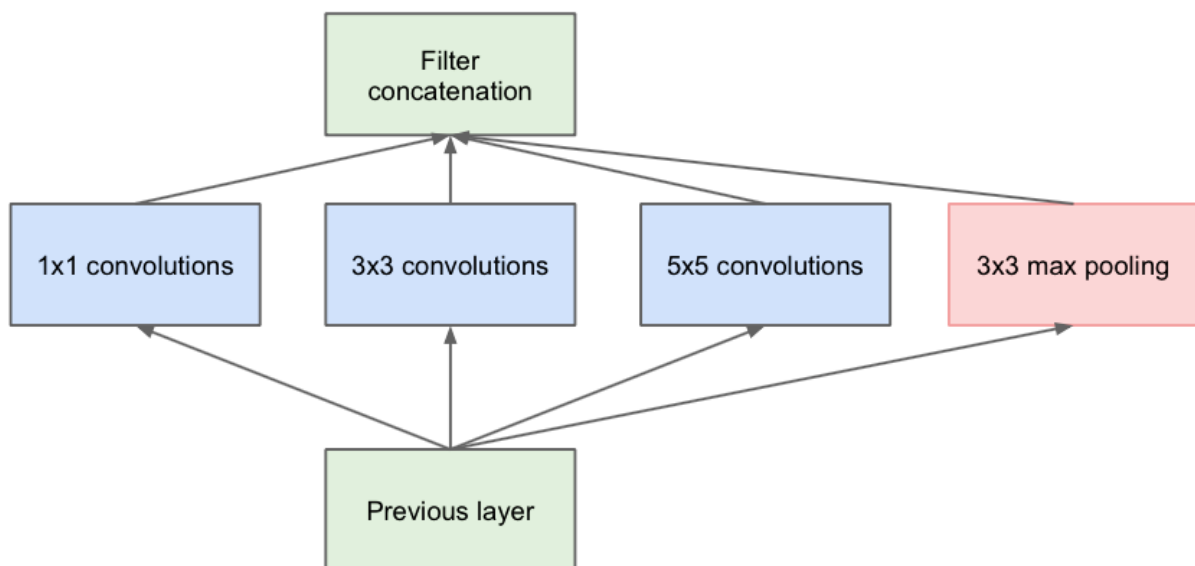 Filter
concatenation
1x1 convolutions
3x3 convolutions
5x5 convolutions
3x3 max pooling
Previous layer